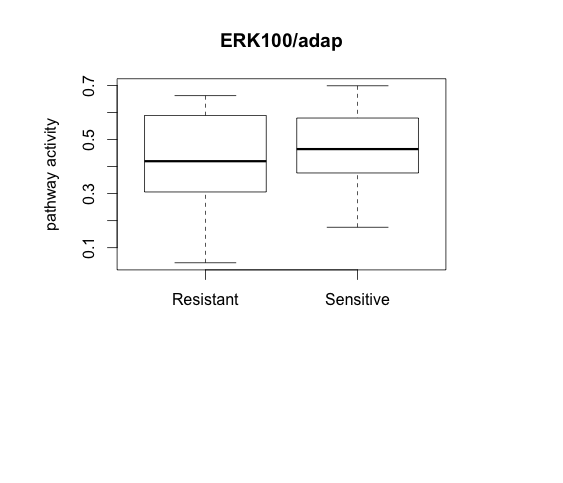 ERK100/adap
pathway activity
0.7
0.5
0.3
0.1
Resistant Sensitive